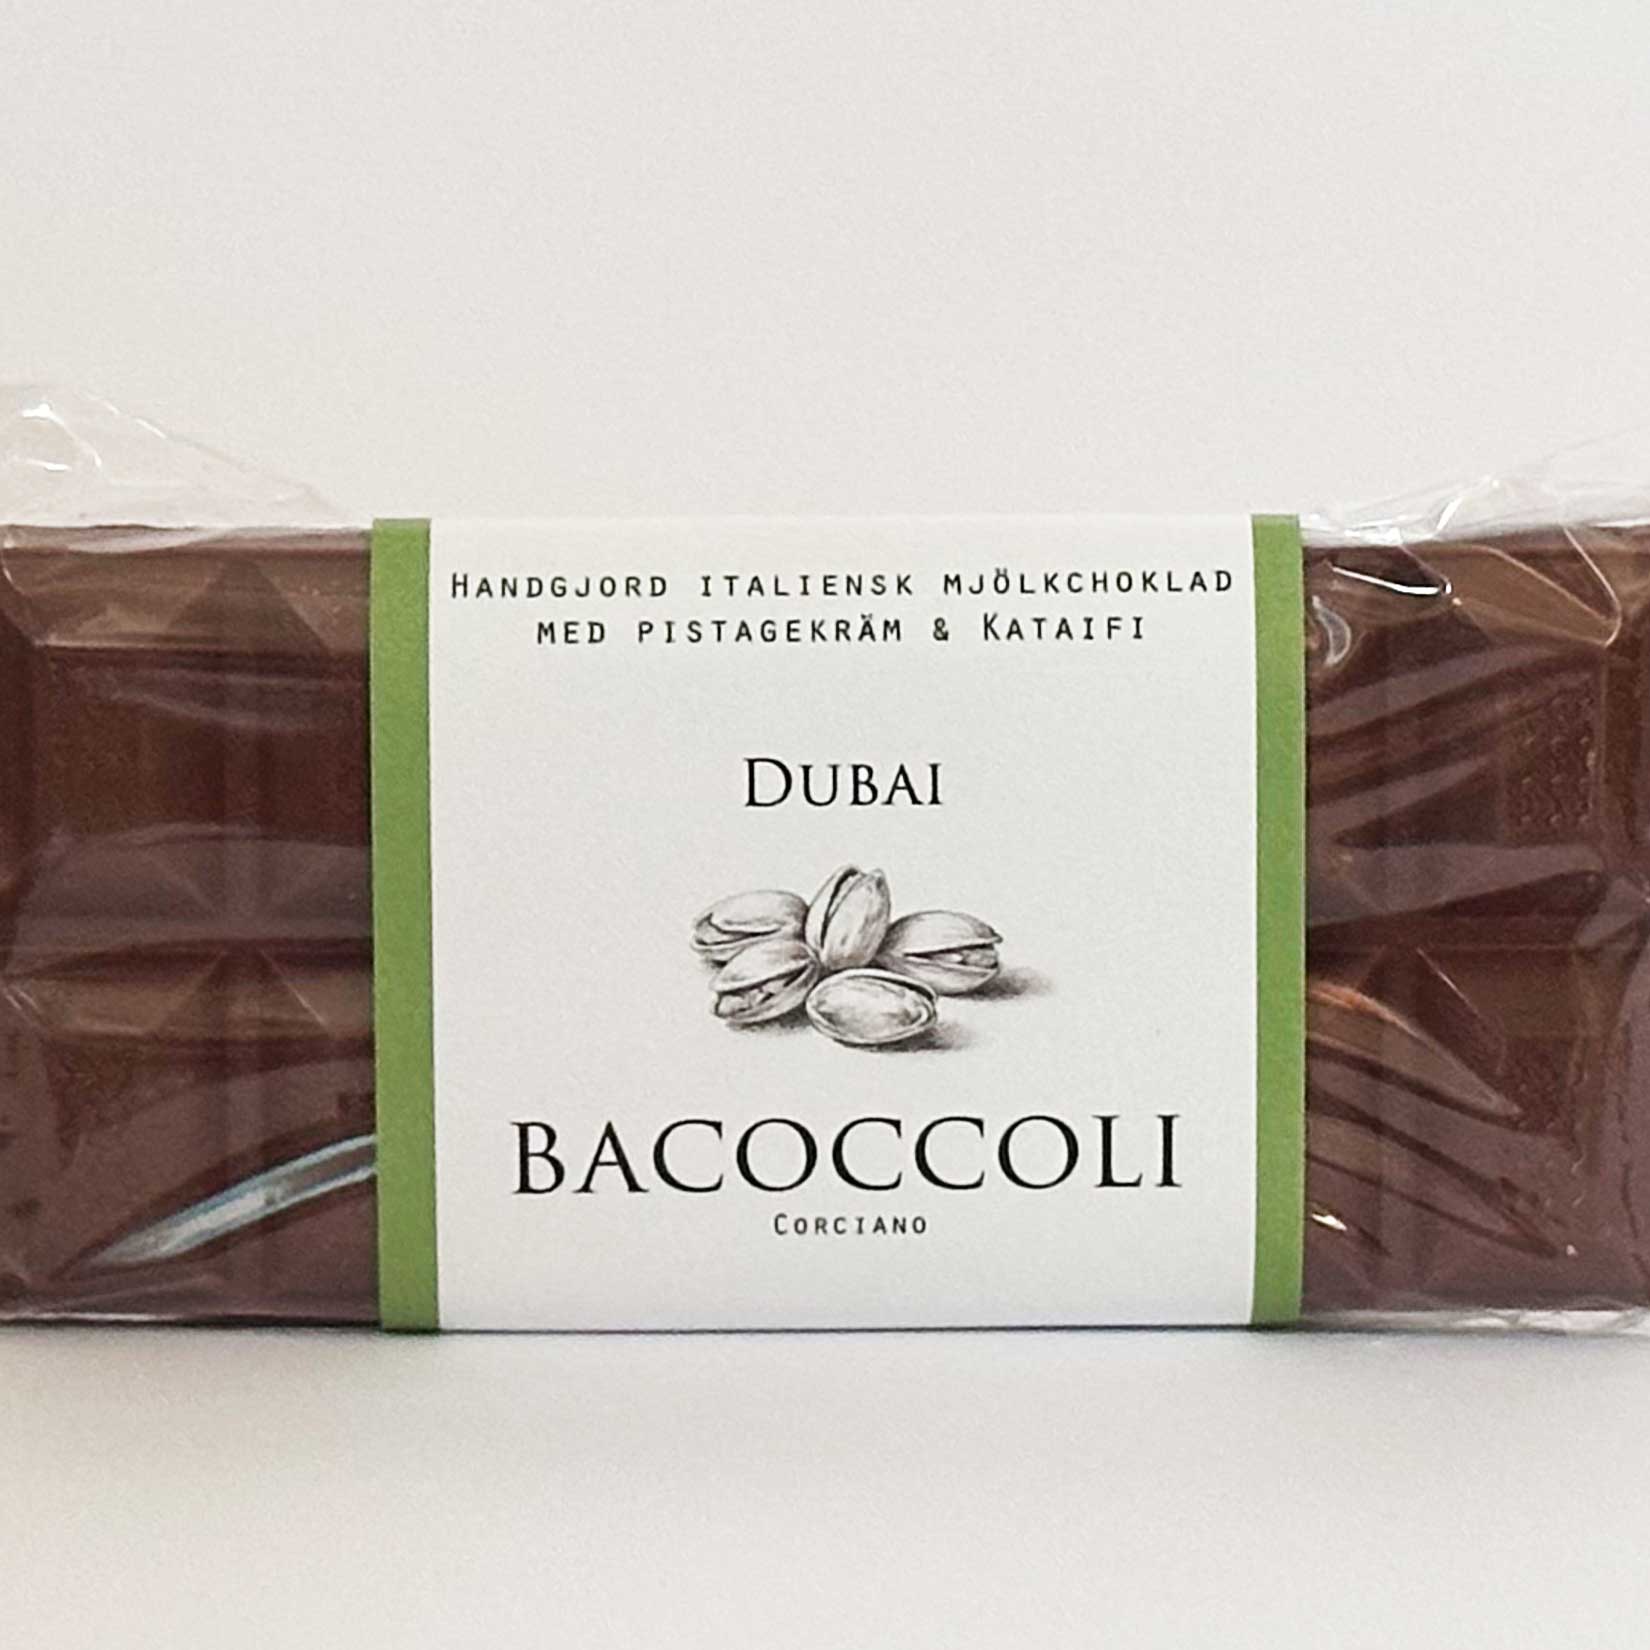 Handgjord italiensk mjölkchoklad
med pistagekräm & Kataifi
Dubai
BACOCCOLI
Corciano